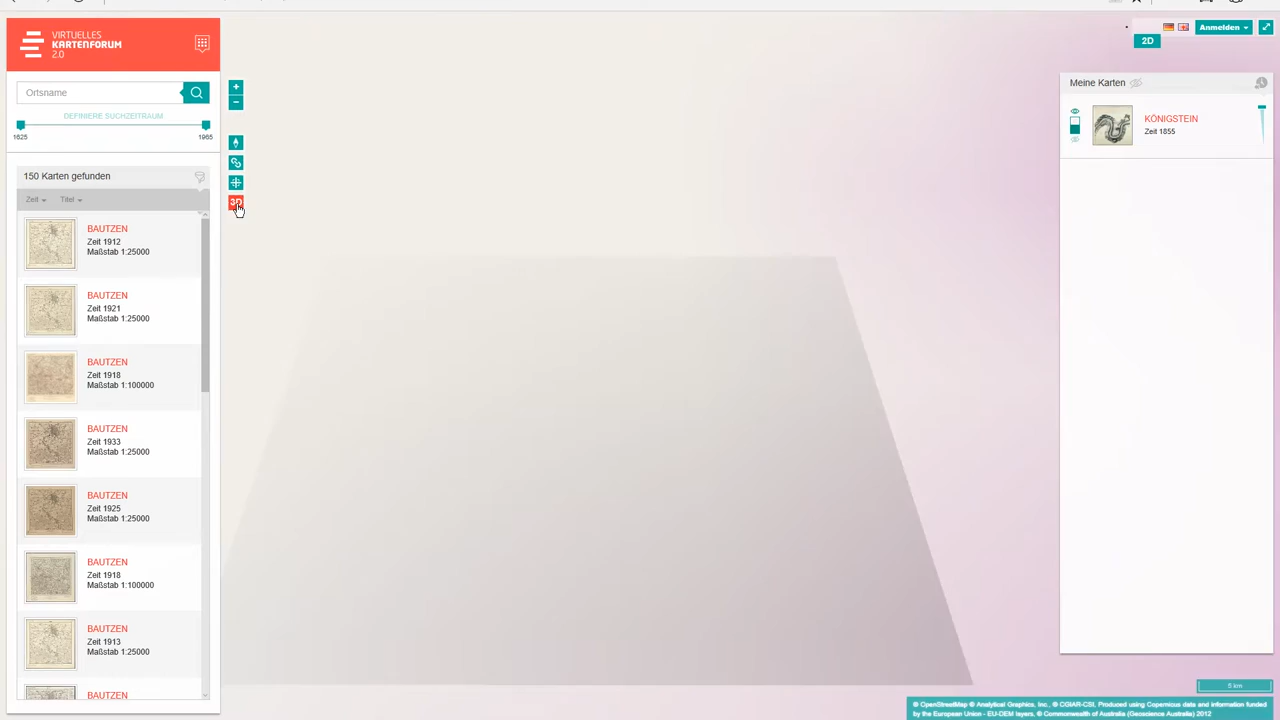 VIRTUELLES
KARTENFORUM
2.0
Ortsname
DEFINIERE SUCHZEITRAUM
1625
1965
150 Karten gefunden
Zeit
Titel
BAUTZEN
Zeit 1912
Maßstab 1:25000
BAUTZEN
Zeit 1921
Maßstab 1:25000
BAUTZEN
Zeit 1918
Maßstab 1:100000
BAUTZEN
Zeit 1933
Maßstab 1:25000
BAUTZEN
Zeit 1925
Maßstab 1:25000
BAUTZEN
Zeit 1918
Maßstab 1:100000
BAUTZEN
Zeit 1913
Maßstab 1:25000
BAUTZEN
+
−
3D
Anmelden
2D
Meine Karten
KÖNIGSTEIN
Zeit 1855
5 km
© OpenStreetMap © Analytical Graphics, Inc., © CGIAR-CSI, Produced using Copernicus data and information funded
by the European Union - EU-DEM layers, © Commonwealth of Australia (Geoscience Australia) 2012